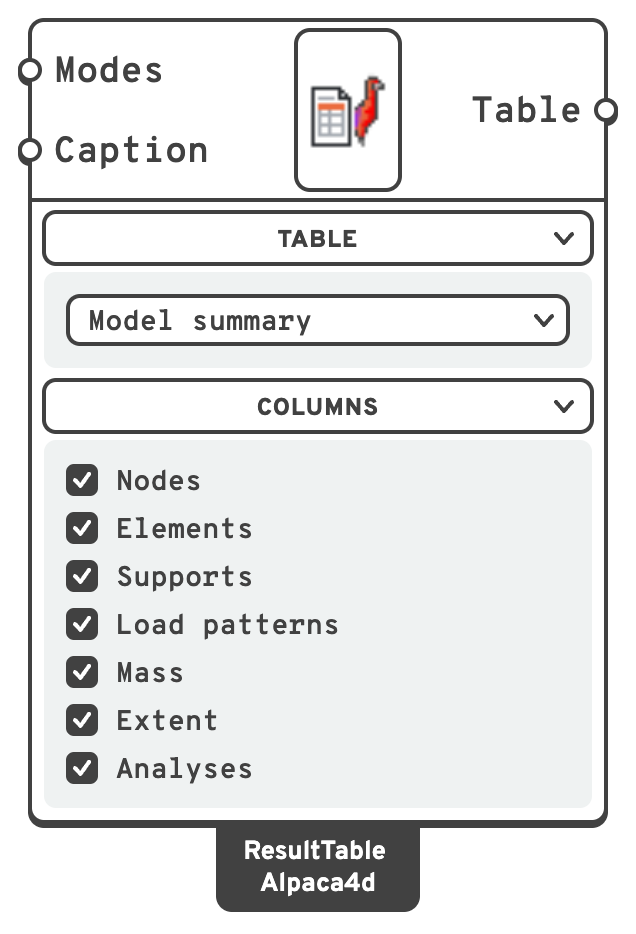 Modes
Caption
Table
TABLE
Model summary
COLUMNS
Nodes
Elements
Supports
Load patterns
Mass
Extent
Analyses
ResultTable
Alpaca4d